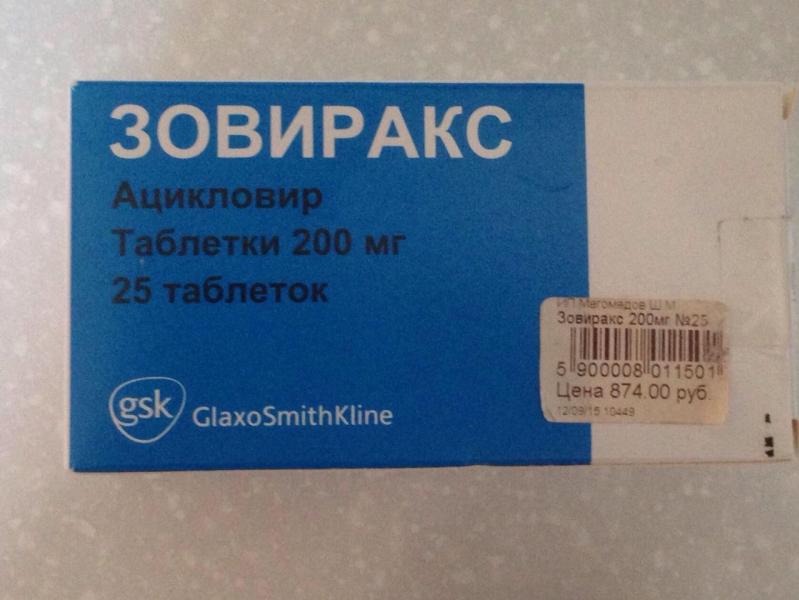 ЗОВИРАКС
Ацикловир
Таблетки 200 мг
25 таблеток
gsk GlaxoSmithKline
ИП Магомадов Ш.М
Зовиракс 200мг №25
5 900008 011501
Цена 874.00 руб.
12/09/15 10449